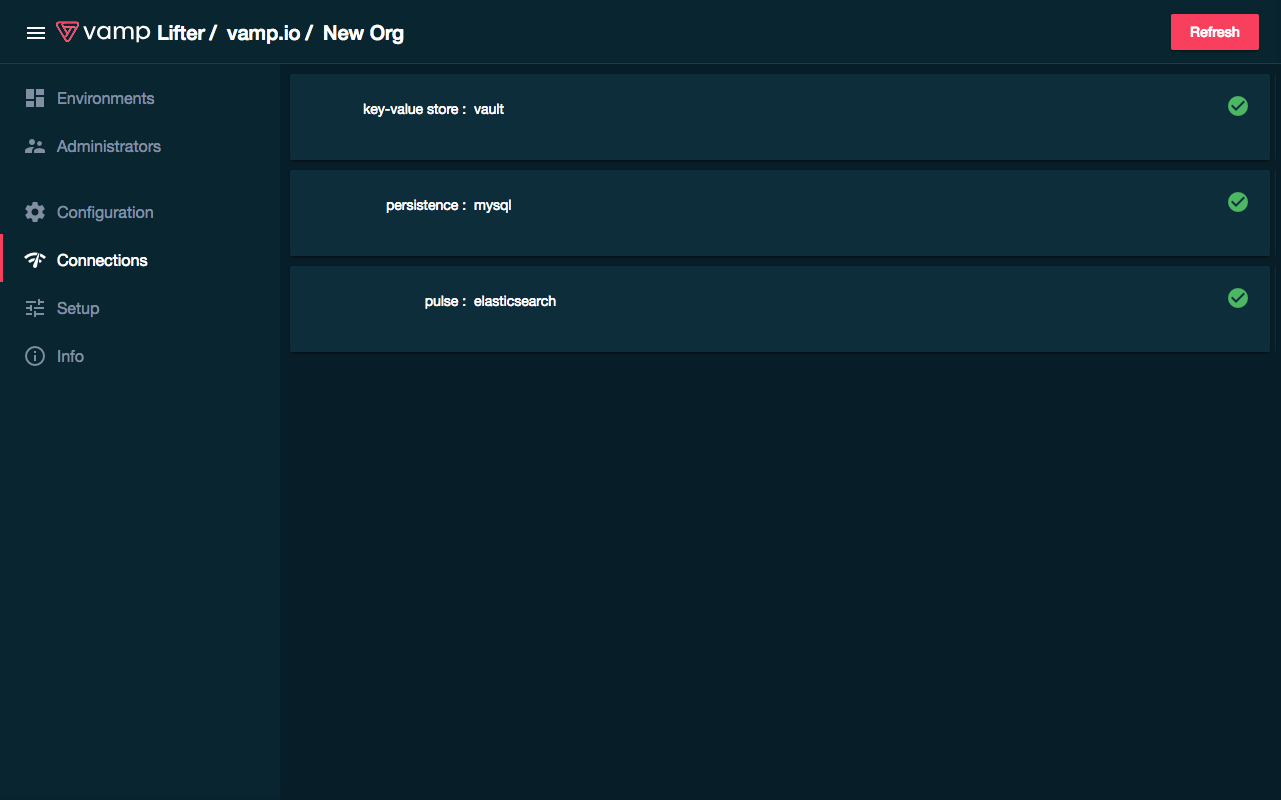 vamp Lifter / vamp.io / New Org
Refresh
Environments
Administrators
Configuration
Connections
Setup
Info
key-value store : vault
persistence : mysql
pulse : elasticsearch